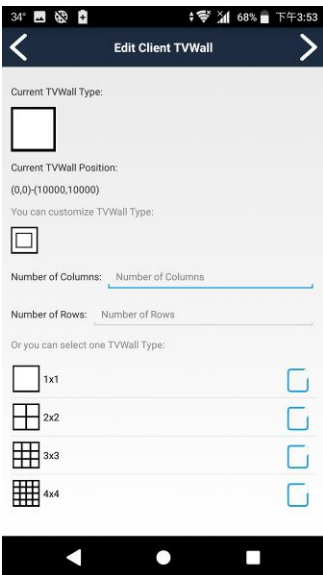 34° 68% 下午3:53
Edit Client TVWall
Current TVWall Type:
Current TVWall Position:
(0,0)-(10000,10000)
You can customize TVWall Type:
Number of Columns: Number of Columns
Number of Rows: Number of Rows
Or you can select one TVWall Type:
1x1
2x2
3x3
4x4